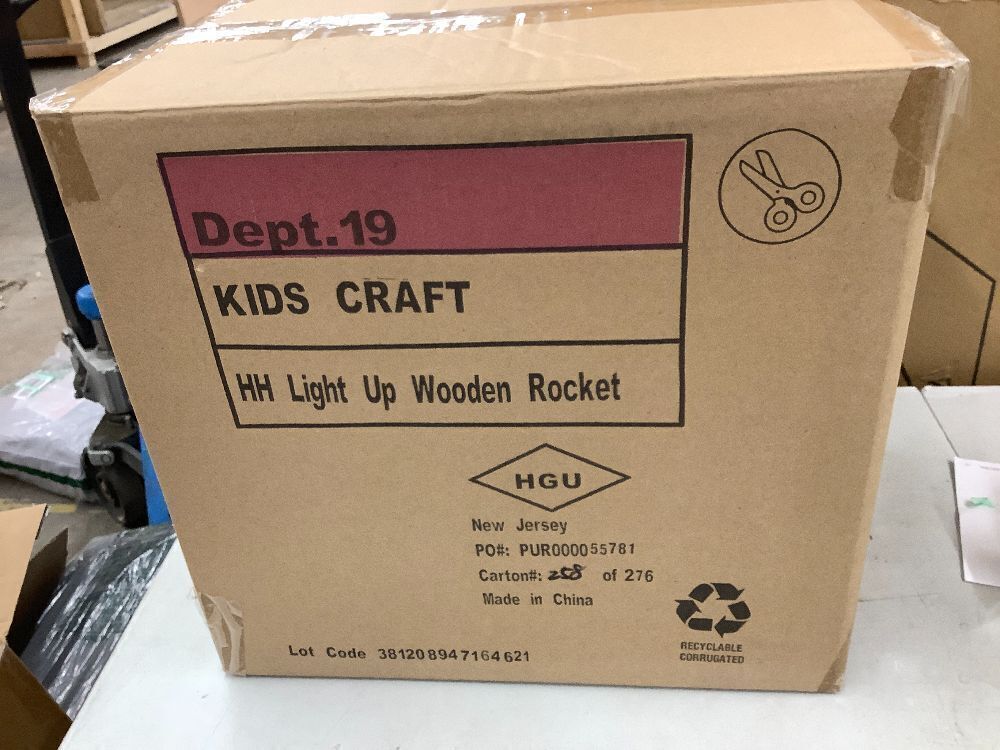 Dept.19
KIDS CRAFT
HH Light Up Wooden Rocket
HGU
New Jersey
PO#: PUR000055781
Carton#: 258 of 276
Made in China
RECYCLABLE
CORRUGATED
Lot Code 381208947164621